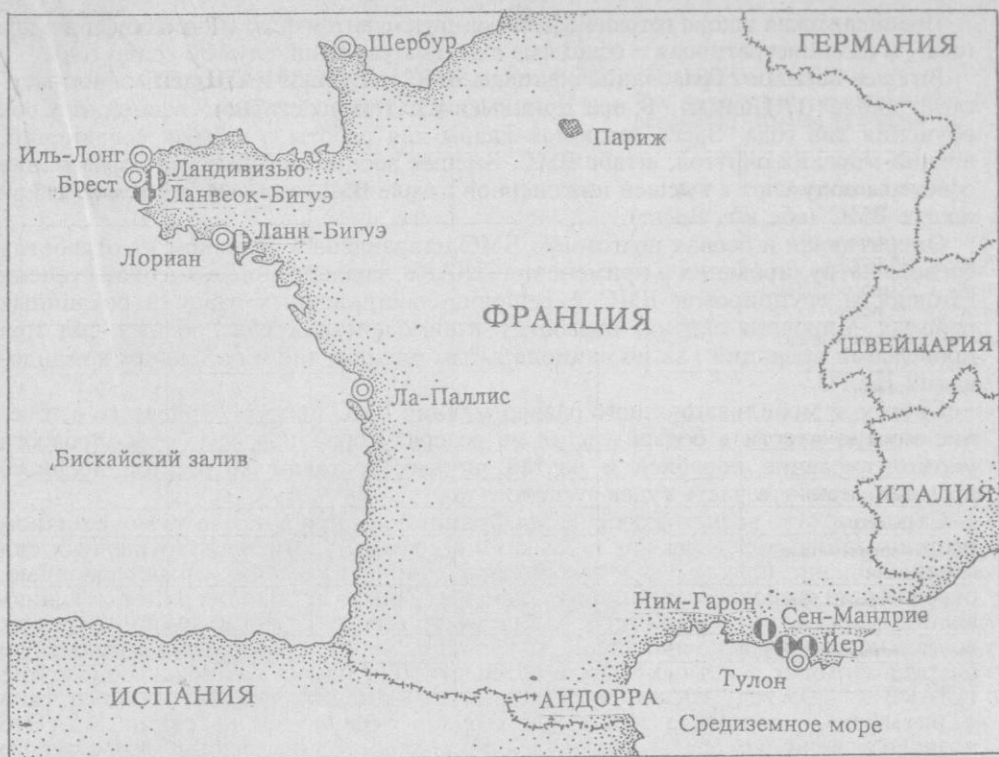 Шербур
ГЕРМАНИЯ
Париж
Иль-Лонг
Ландивизью
Брест
Ланвеок-Бигуэ
Ланн-Бигуэ
Лориан
ФРАНЦИЯ
ШВЕЙЦАРИЯ
Ла-Паллис
Бискайский залив
ИТАЛИЯ
Ним-Гарон
Сен-Мандрие
Йер
Тулон
ИСПАНИЯ
АНДОРРА
Средиземное море